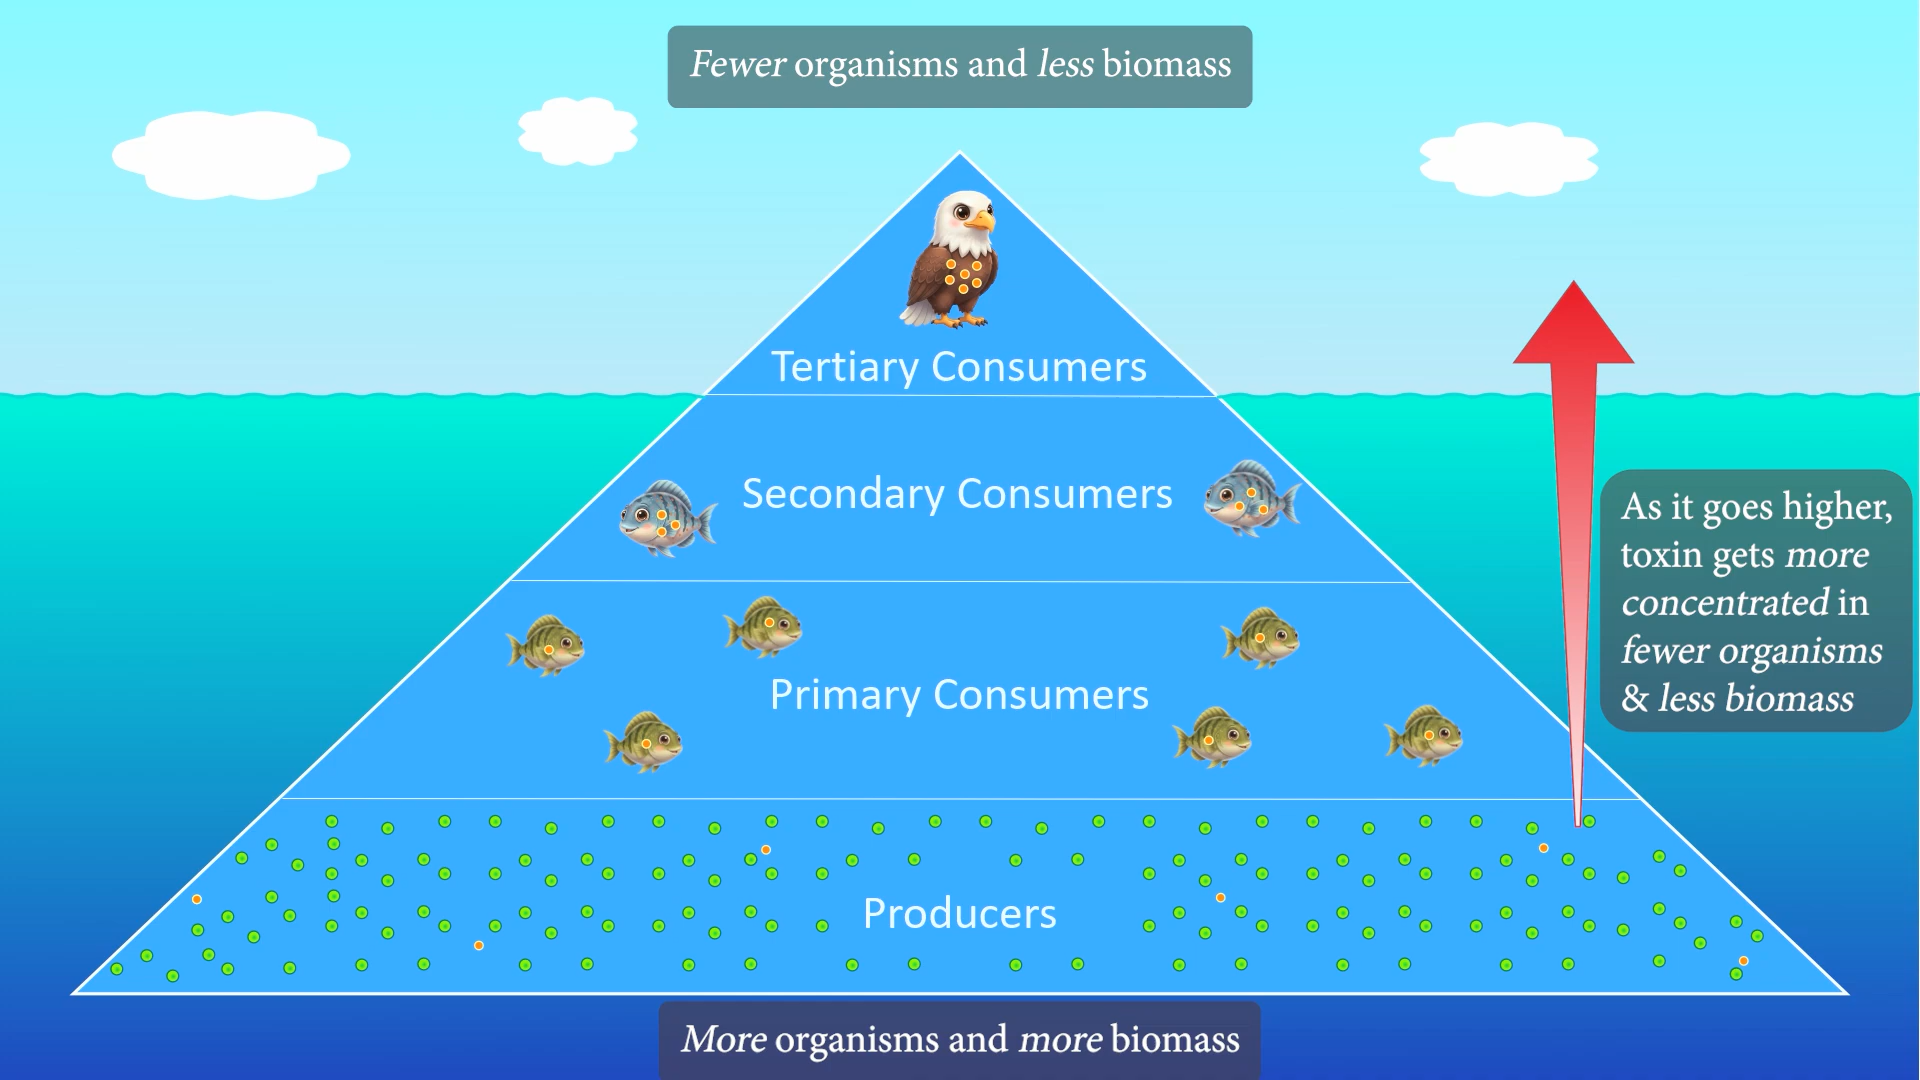 Fewer organisms and less biomass
Tertiary Consumers
Secondary Consumers
As it goes higher,
toxin gets more
concentrated in
fewer organisms
& less biomass
Primary Consumers
Producers
More organisms and more biomass